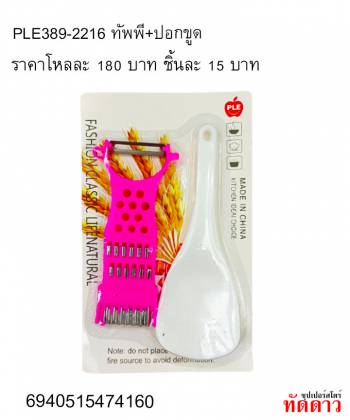 PLE389-2216 ทัพพี+ปอกขูด
ราคาโหลละ 180 บาท ชิ้นละ 15 บาท
PLE
FASHION CLASSIC LIFENATURAL
MADE IN CHINA
KITCHEN IDEAL CHOICE
Note: do not place
fire source to avoid deformation.
6940515474160
ซุปเปอร์สโตร์
ทัดดาว